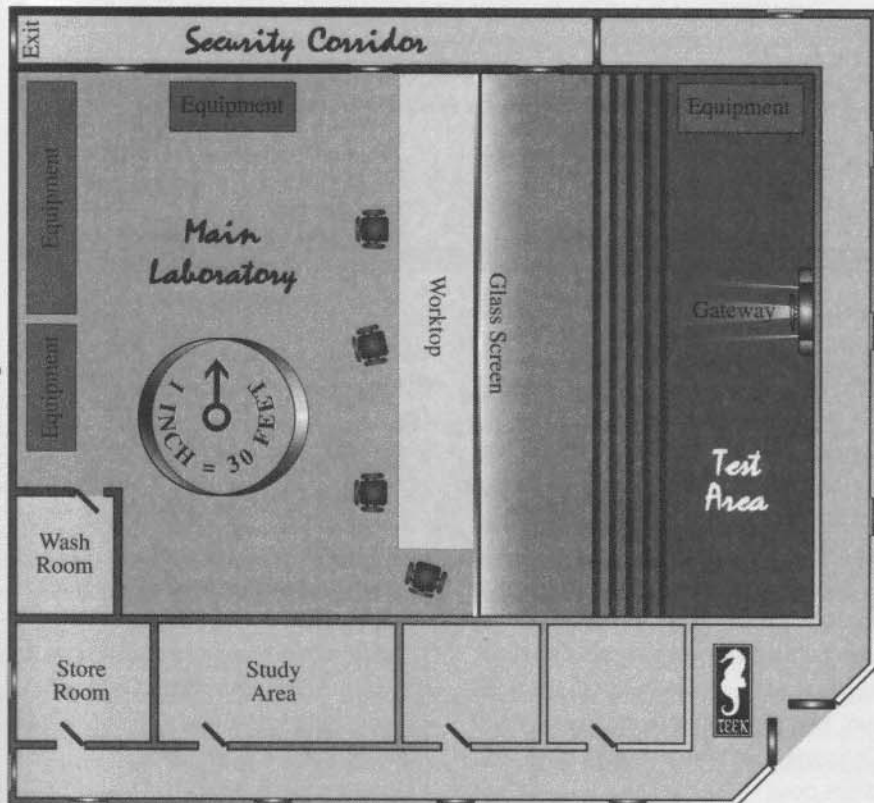 Exit
Security Corridor
Equipment
Equipment
Equipment
Main
Laboratory
Worktop
Glass Screen
Gateway
Equipment
1 INCH = 30 FEET
Test
Area
Wash
Room
Store
Room
Study
Area
TEEK